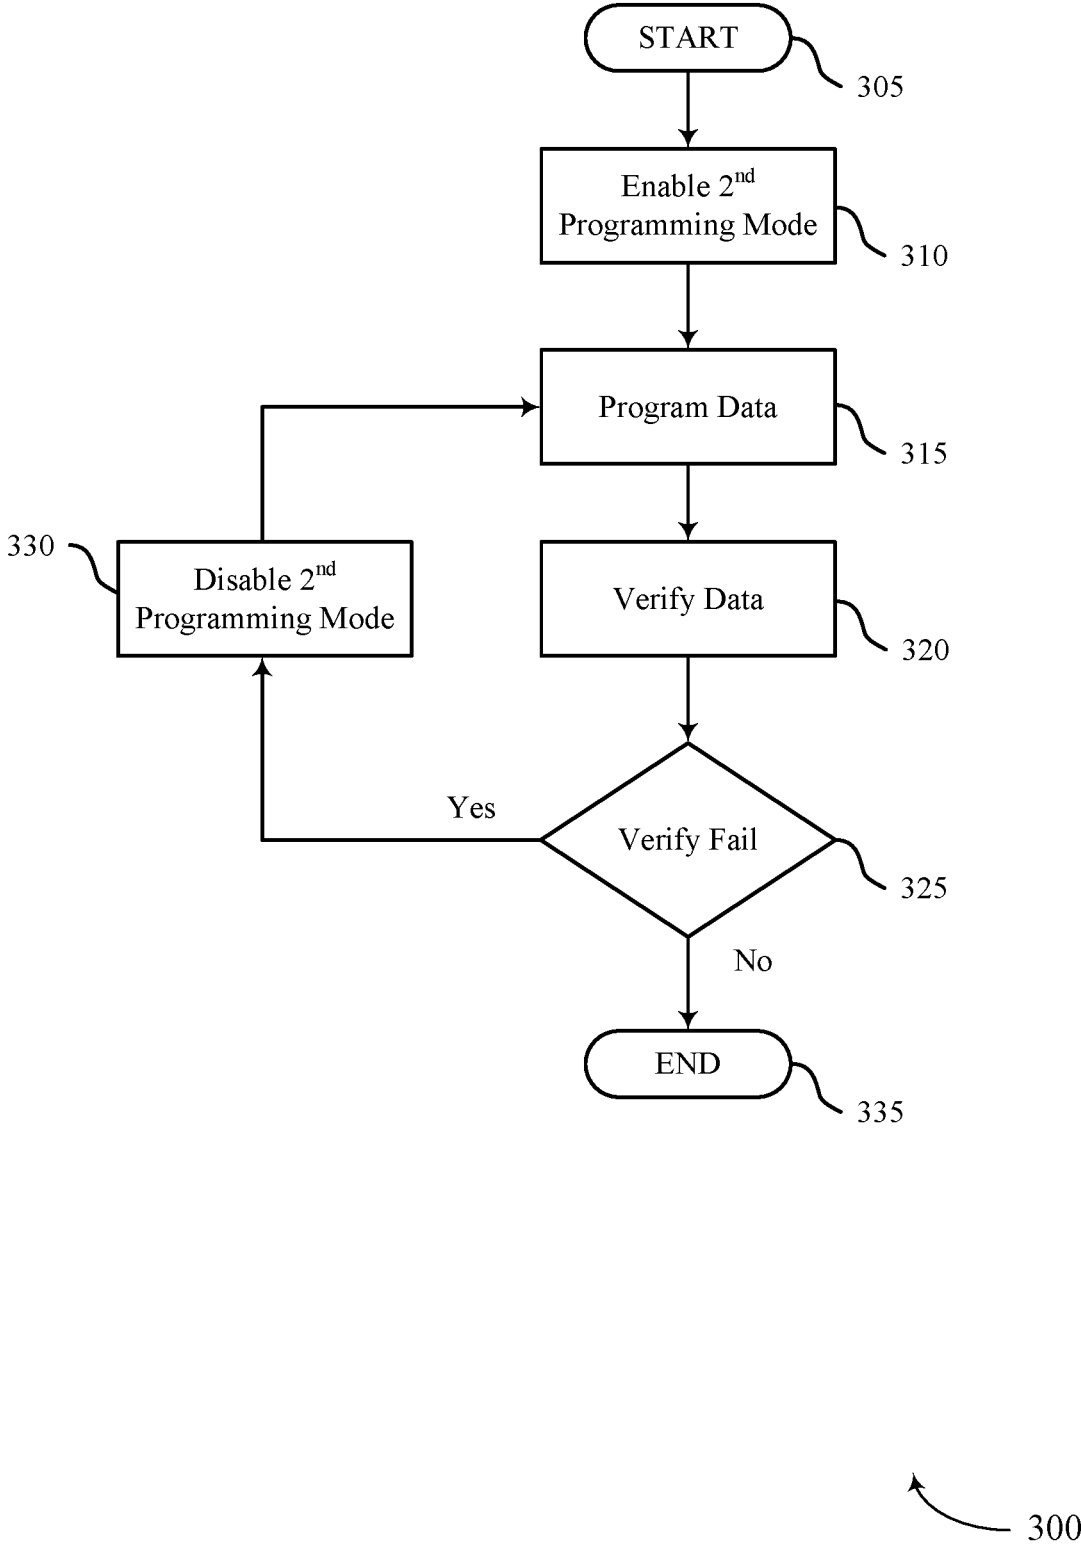 START
305
Enable 2nd
Programming Mode
310
Program Data
315
330
Disable 2nd
Programming Mode
Verify Data
320
Yes
Verify Fail
325
No
END
335
300